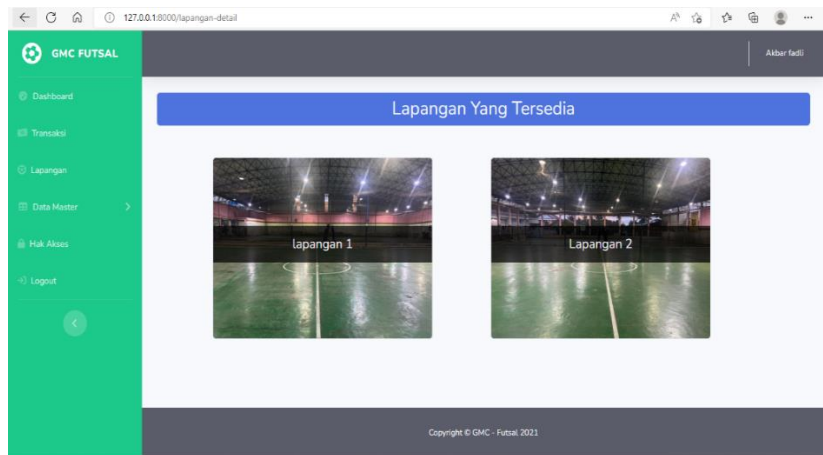 127.0.0.1:8000/lapangan-detail
GMC FUTSAL
Akbar fadli
Dashboard
Transaksi
Lapangan
Data Master
Hak Akses
Logout
Lapangan Yang Tersedia
lapangan 1
Lapangan 2
Copyright © GMC - Futsal 2021